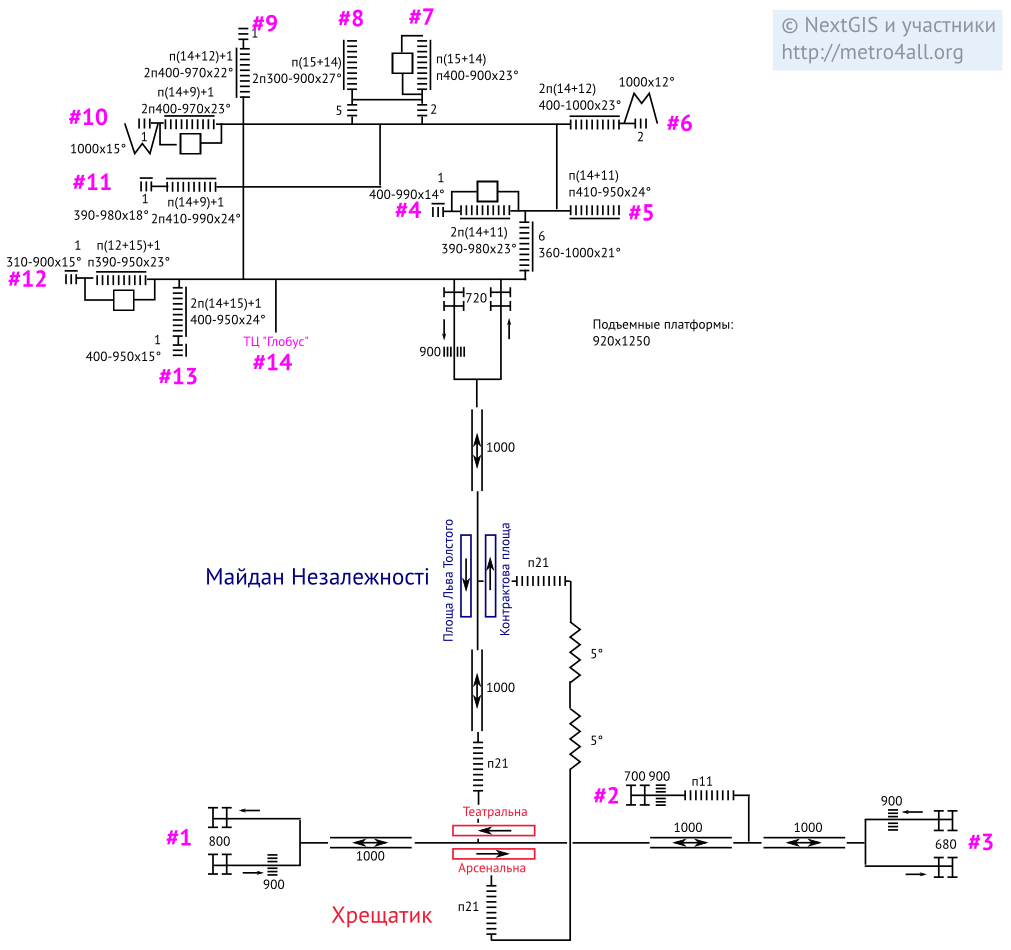 © NextGIS и участники
http://metro4all.org
#9
1
п(14+12)+1
2п400-970x22°
#8
п(15+14)
2п300-900x27°
5
#7
п(15+14)
п400-900x23°
2
2п(14+12)
400-1000x23°
1000x12°
#6
2
#10
п(14+9)+1
2п400-970x23°
1
1000x15°
#11
1
390-980x18°
п(14+9)+1
2п410-990x24°
1
400-990x14°
#4
2п(14+11)
390-980x23°
п(14+11)
п410-950x24°
#5
6
360-1000x21°
1
310-900x15°
#12
п(12+15)+1
п390-950x23°
2п(14+15)+1
400-950x24°
1
400-950x15°
#13
ТЦ "Глобус"
#14
720
900
Подъемные платформы:
920x1250
1000
Майдан Незалежності
Площа Льва Толстого
Контрактова площа
п21
5°
1000
5°
п21
#2
700 900
п11
Театральна
Арсенальна
#1
800
900
1000
1000
1000
900
680
#3
п21
Хрещатик